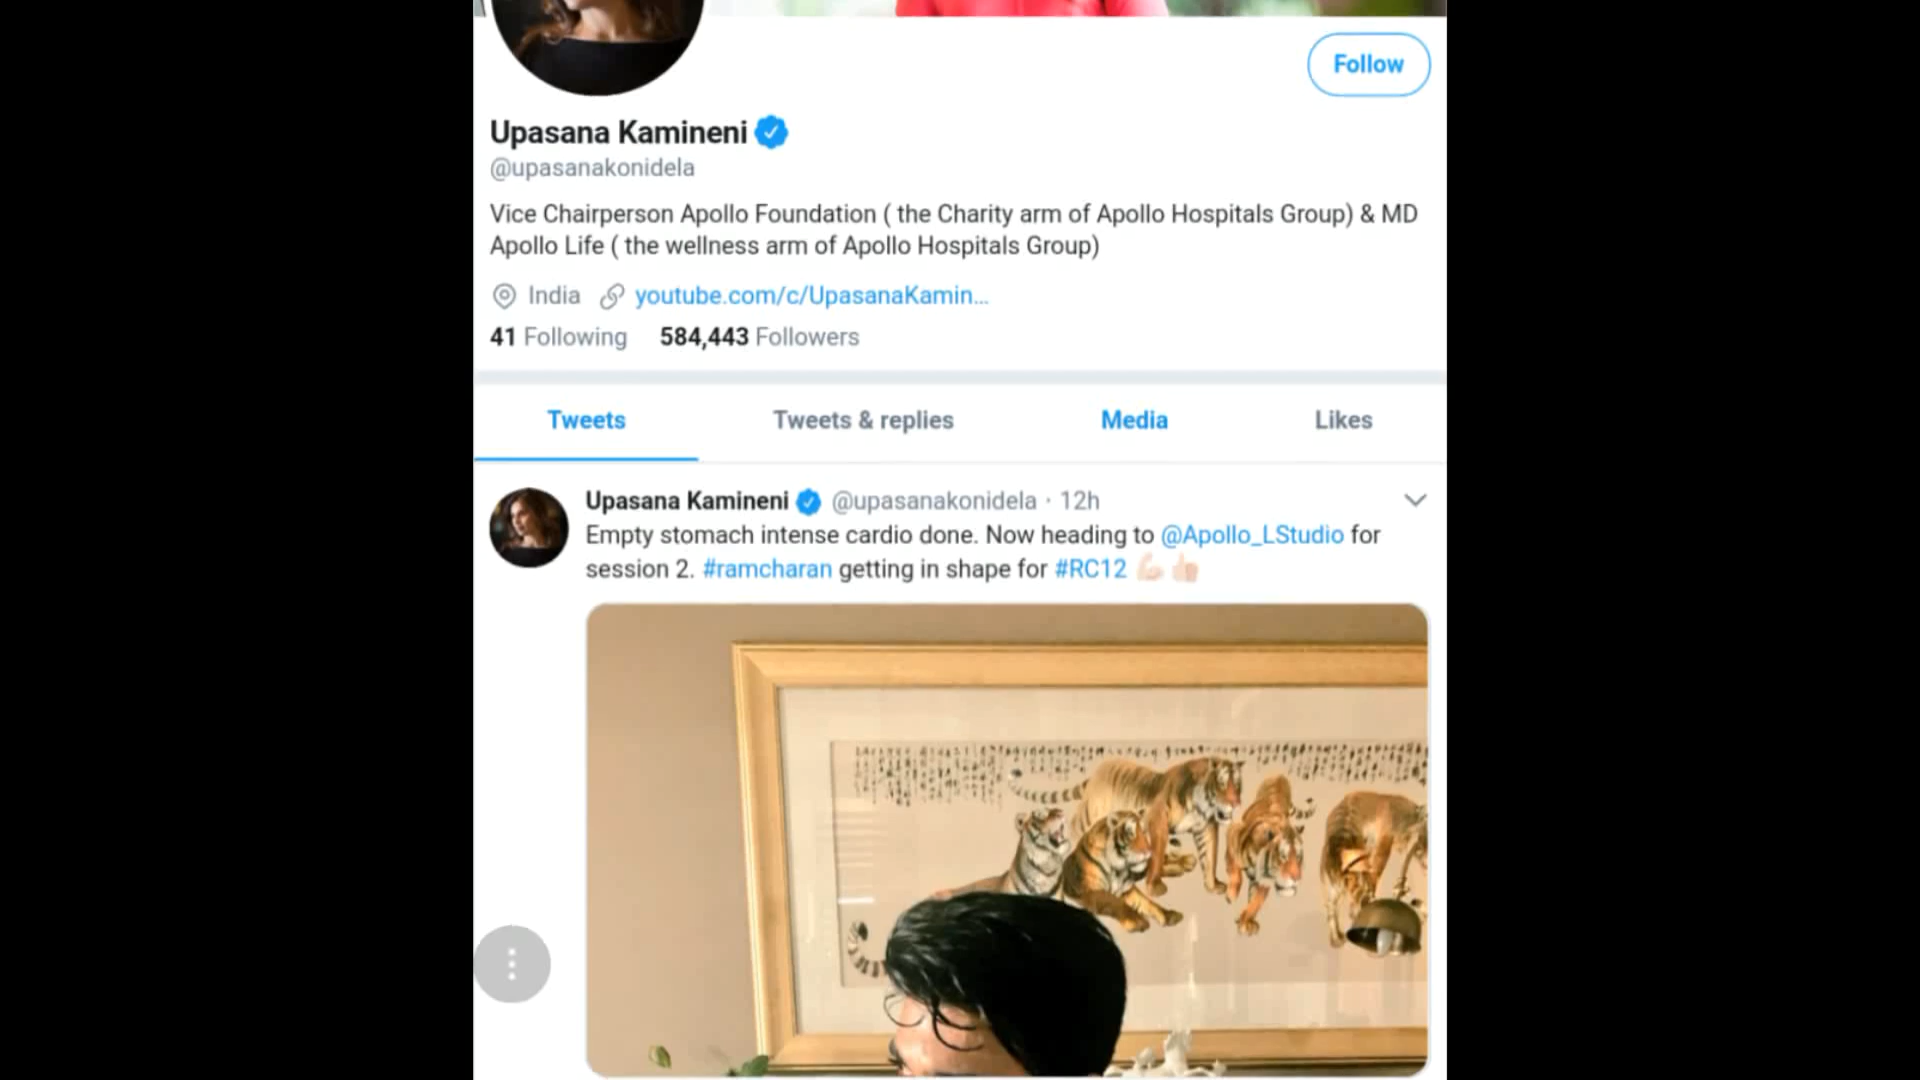 Follow
Upasana Kamineni
@upasanakonidela
Vice Chairperson Apollo Foundation ( the Charity arm of Apollo Hospitals Group) & MD
Apollo Life ( the wellness arm of Apollo Hospitals Group)
India youtube.com/c/UpasanaKamin...
41 Following 584,443 Followers
Tweets Tweets & replies Media Likes
Upasana Kamineni @upasanakonidela · 12h
Empty stomach intense cardio done. Now heading to @Apollo_LStudio for
session 2. #ramcharan getting in shape for #RC12 💪👍